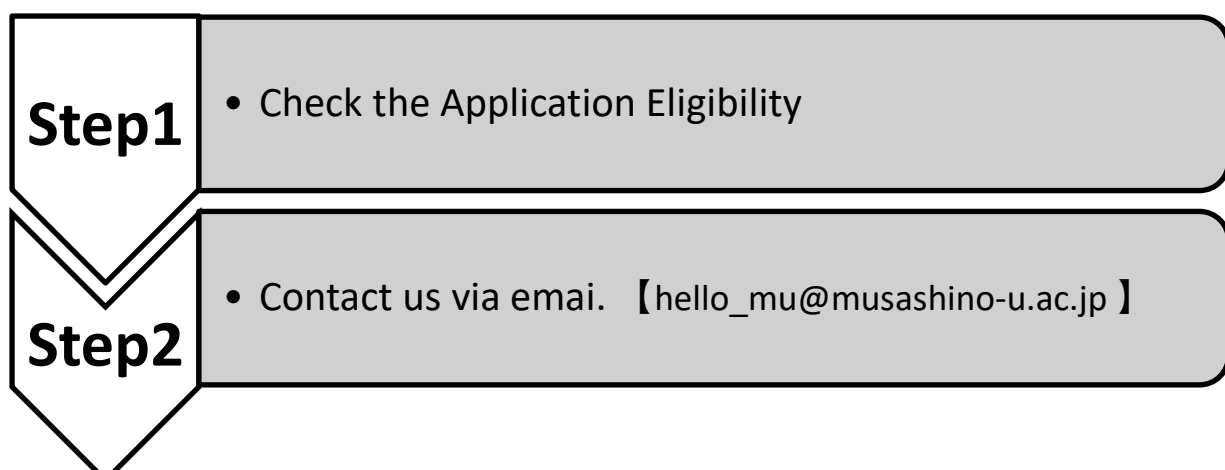 Step1
• Check the Application Eligibility
Step2
• Contact us via emai. 【hello_mu@musashino-u.ac.jp 】